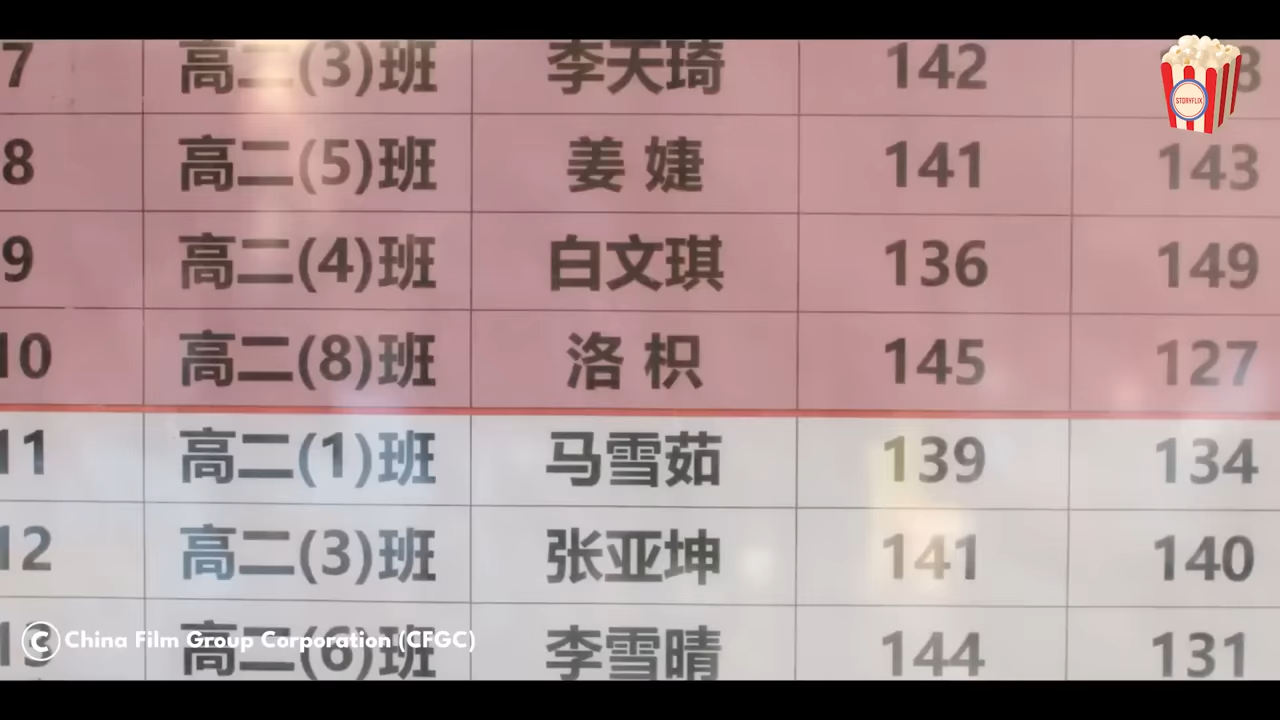 7 高二(3)班 李天琦 142 3
STORYFLIX
8 高二(5)班 姜 婕 141 143
9 高二(4)班 白文琪 136 149
10 高二(8)班 洛 枳 145 127
11 高二(1)班 马雪茹 139 134
12 高二(3)班 张亚坤 141 140
高二(6)班 李雪晴 144 131
C China Film Group Corporation (CFGC)